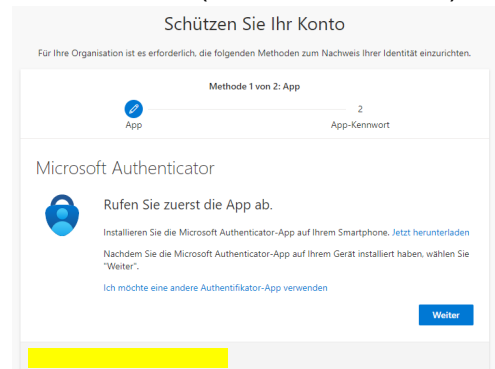 Schützen Sie Ihr Konto
Für Ihre Organisation ist es erforderlich, die folgenden Methoden zum Nachweis Ihrer Identität einzurichten.
Methode 1 von 2: App
App
2
App-Kennwort
Microsoft Authenticator
Rufen Sie zuerst die App ab.
Installieren Sie die Microsoft Authenticator-App auf Ihrem Smartphone. Jetzt herunterladen
Nachdem Sie die Microsoft Authenticator-App auf Ihrem Gerät installiert haben, wählen Sie
"Weiter".
Ich möchte eine andere Authentifikator-App verwenden
Weiter